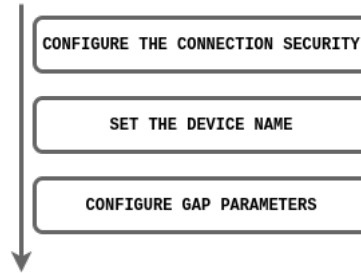 CONFIGURE THE CONNECTION SECURITY
SET THE DEVICE NAME
CONFIGURE GAP PARAMETERS